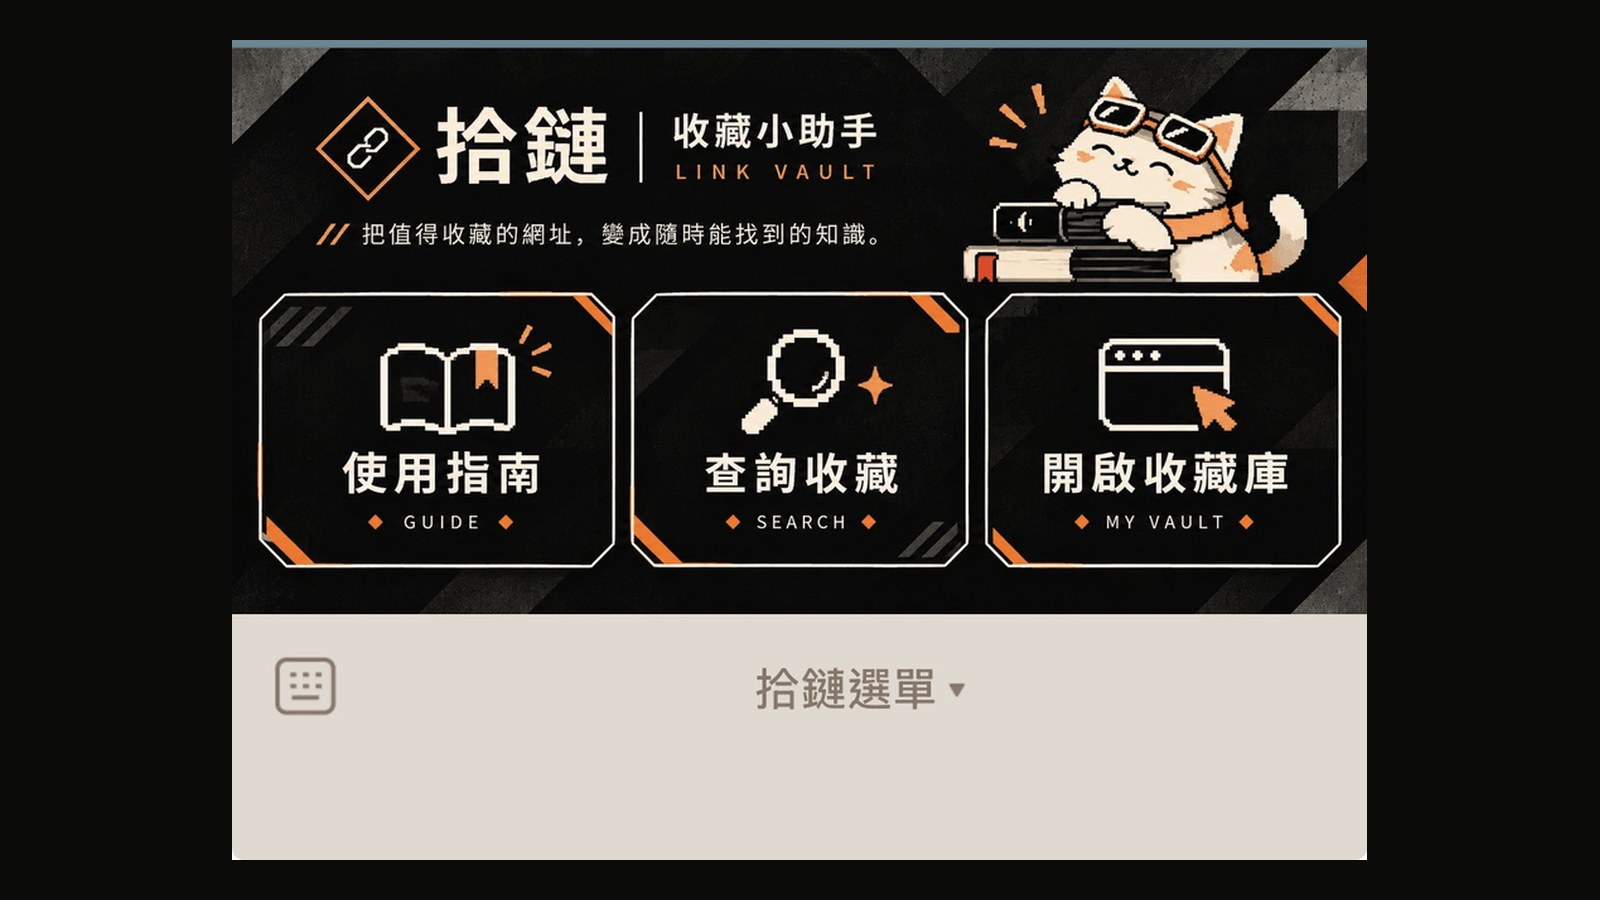 拾鏈
收藏小助手
LINK VAULT
把值得收藏的網址，變成隨時能找到的知識。
使用指南
GUIDE
查詢收藏
SEARCH
開啟收藏庫
MY VAULT
拾鏈選單